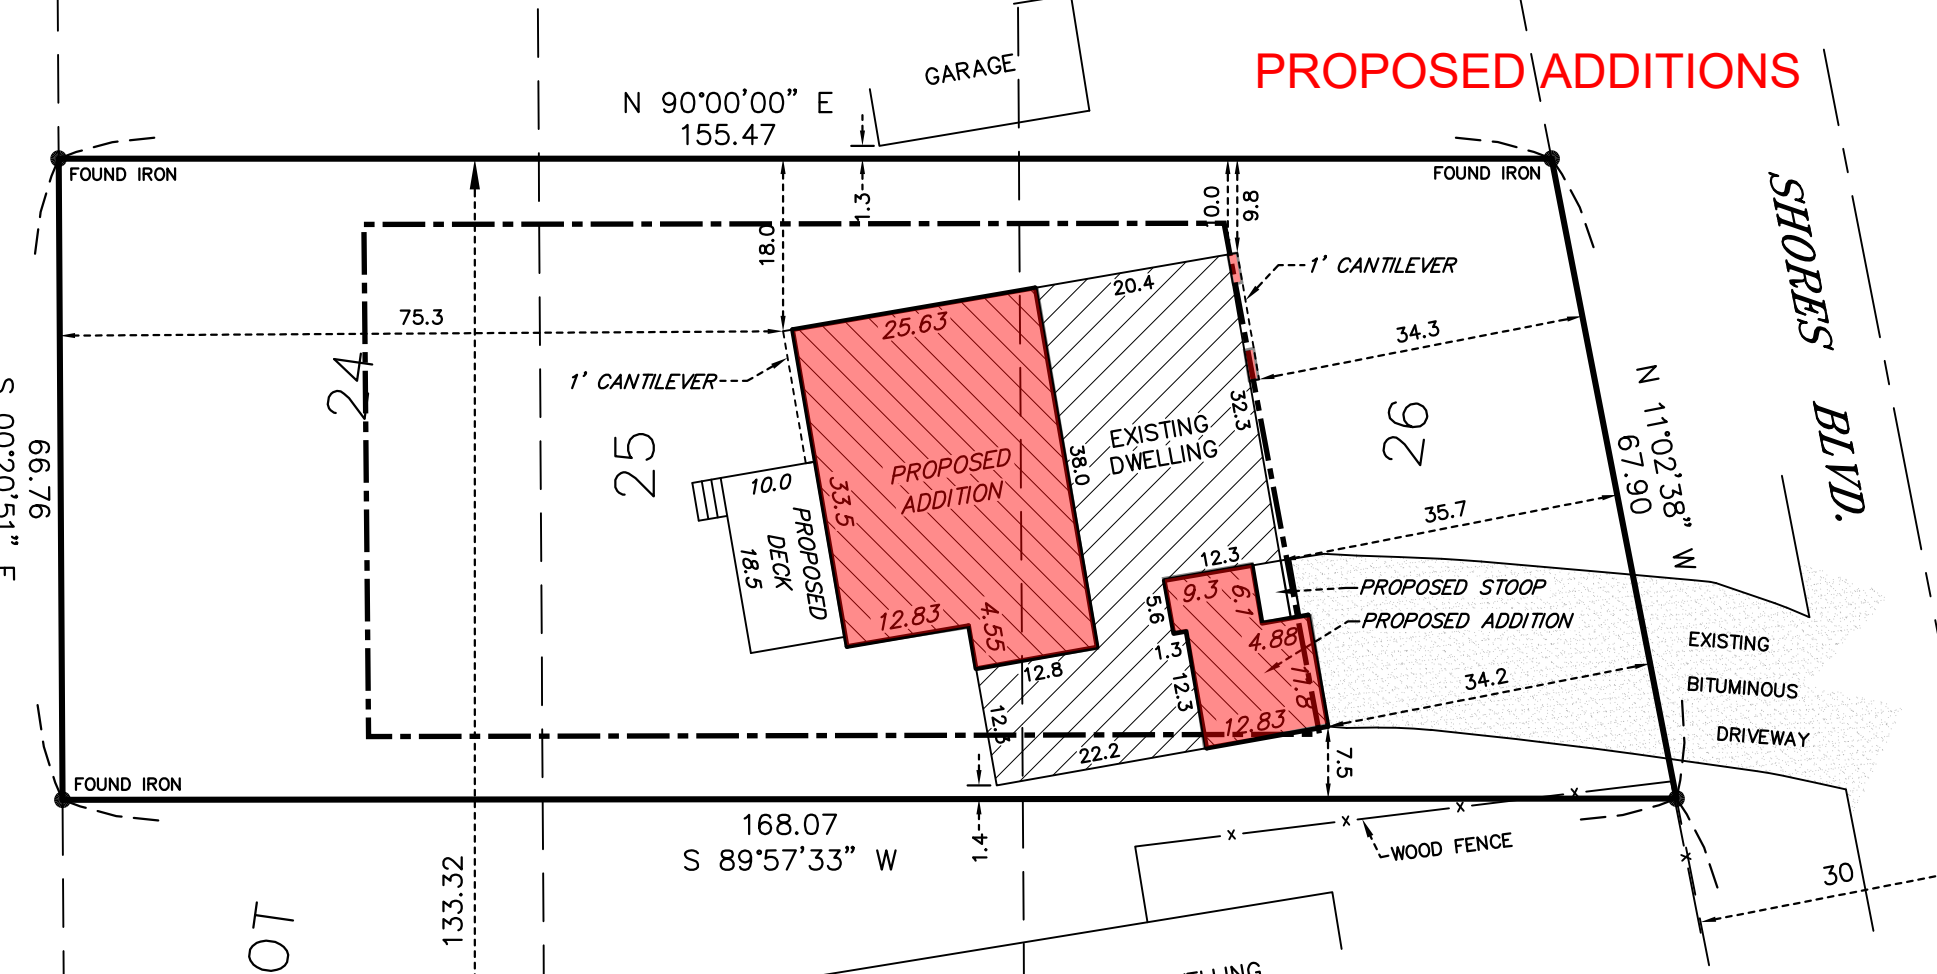 PROPOSED ADDITIONS
GARAGE
N 90°00'00" E
155.47
FOUND IRON
FOUND IRON
SHORES BLVD.
1.3
18.0
9.8
1' CANTILEVER
20.4
75.3
25.63
34.3
24
1' CANTILEVER
32.3
N 11°02'38" W
67.90
26
25
EXISTING
DWELLING
38.0
PROPOSED
ADDITION
33.5
10.0
PROPOSED
DECK
18.5
66.76
35.7
12.3
9.3
6.1
5.6
PROPOSED STOOP
PROPOSED ADDITION
12.83
4.55
4.88
1.3
12.3
17.8
12.8
EXISTING
BITUMINOUS
DRIVEWAY
34.2
12.83
22.2
7.5
FOUND IRON
168.07
S 89°57'33" W
1.4
x x x x
x
WOOD FENCE
133.32
30